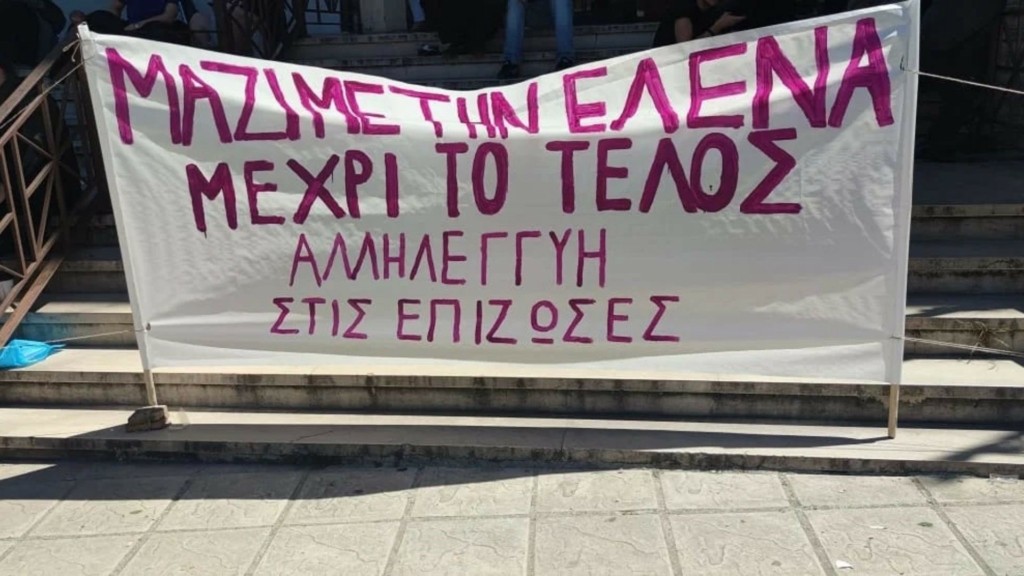 ΜΑΖΙ ΜΕ ΤΗΝ ΕΛΕΝΑ
ΜΕΧΡΙ ΤΟ ΤΕΛΟΣ
ΑΛΛΗΛΕΓΓΥΗ
ΣΤΙΣ ΕΠΙΖΩΣΕΣ